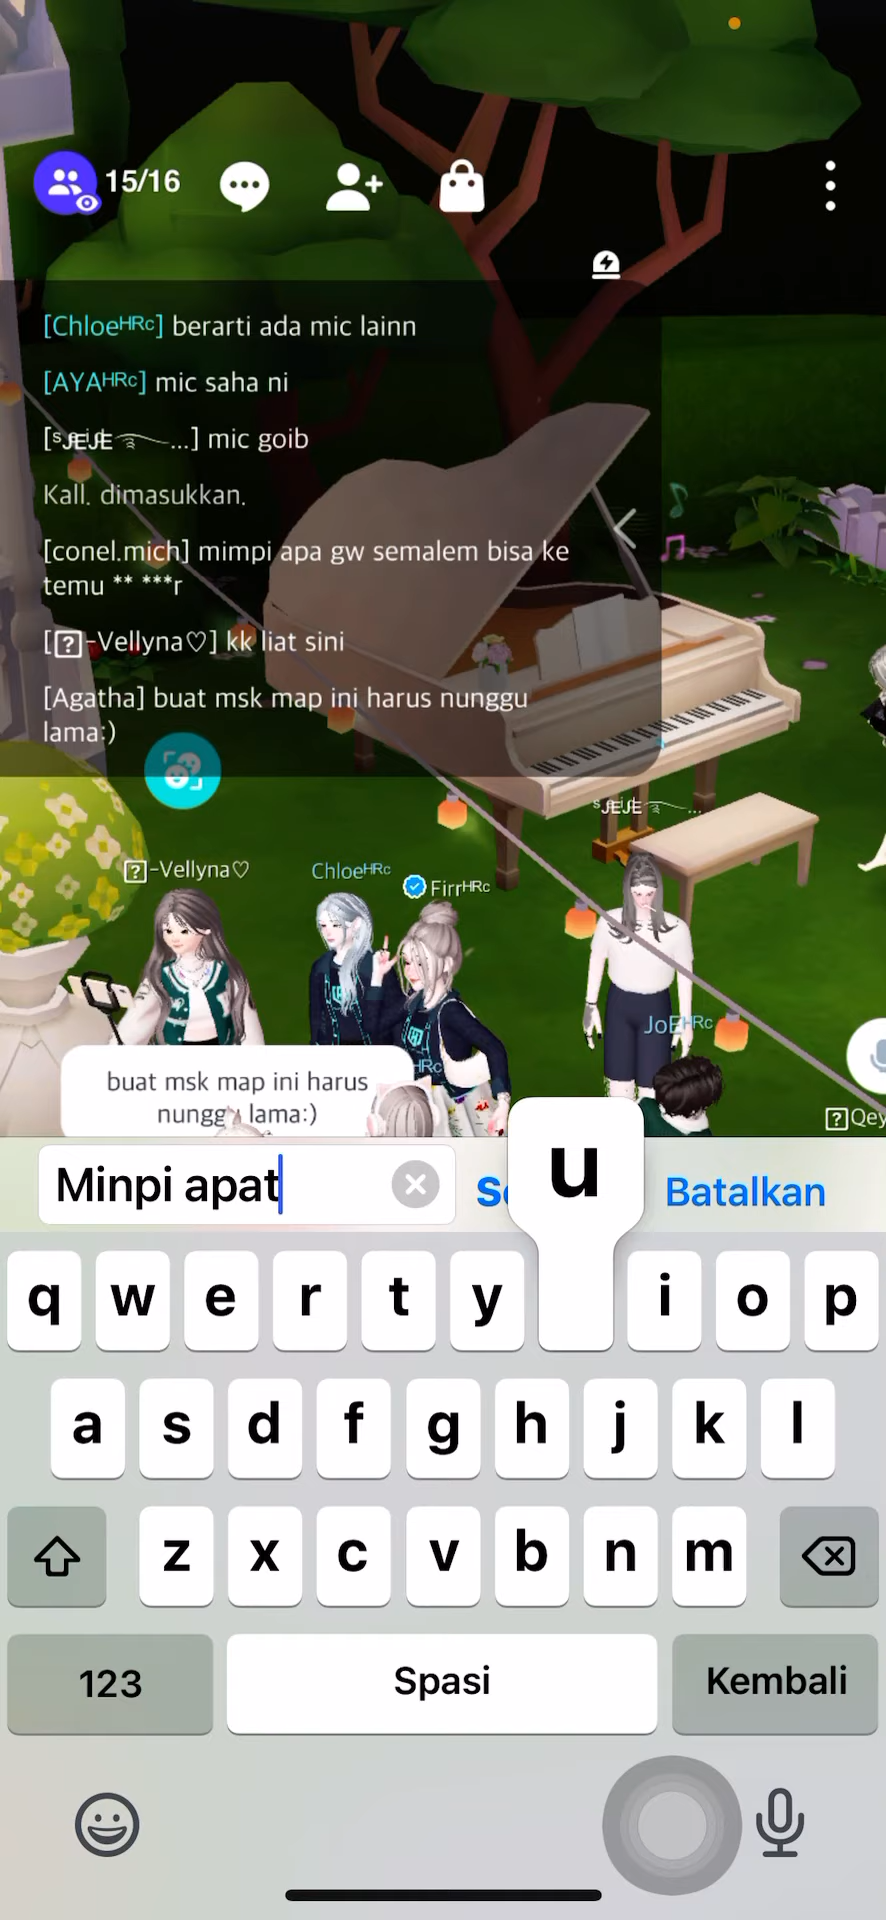 15/16
[Chloeᴴᴿᶜ] berarti ada mic lainn
[AYAᴴᴿᶜ] mic saha ni
mic goib
Kall. dimasukkan.
[conel.mich] mimpi apa gw semalem bisa ke
temu ** ***r
[?-Vellyna♡] kk liat sini
[Agatha] buat msk map ini harus nunggu
lama:)
?-Vellyna♡
Chloeᴴᴿᶜ
Firrᴴᴿᶜ
JoEᴴᴿᶜ
ᴴᴿᶜ
buat msk map ini harus
nunggu lama:)
?Qey
Minpi apat
u
Batalkan
q w e r t y i o p
a s d f g h j k l
z x c v b n m
123 Spasi Kembali